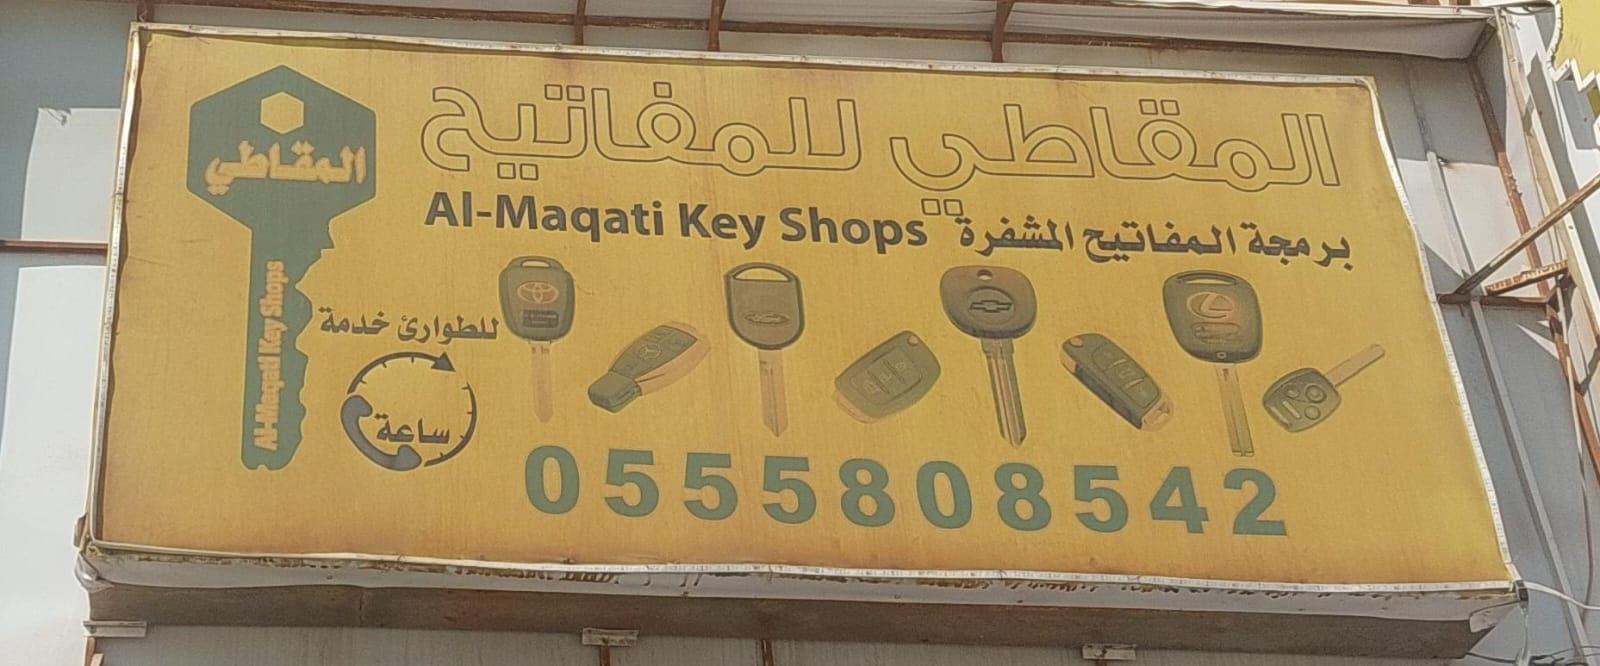 المقاطي للمفاتيح
Al-Maqati Key Shops
برمجة المفاتيح المشفرة
المقاطي
Al-Maqati Key Shops
للطوارئ خدمة
ساعة
0555808542